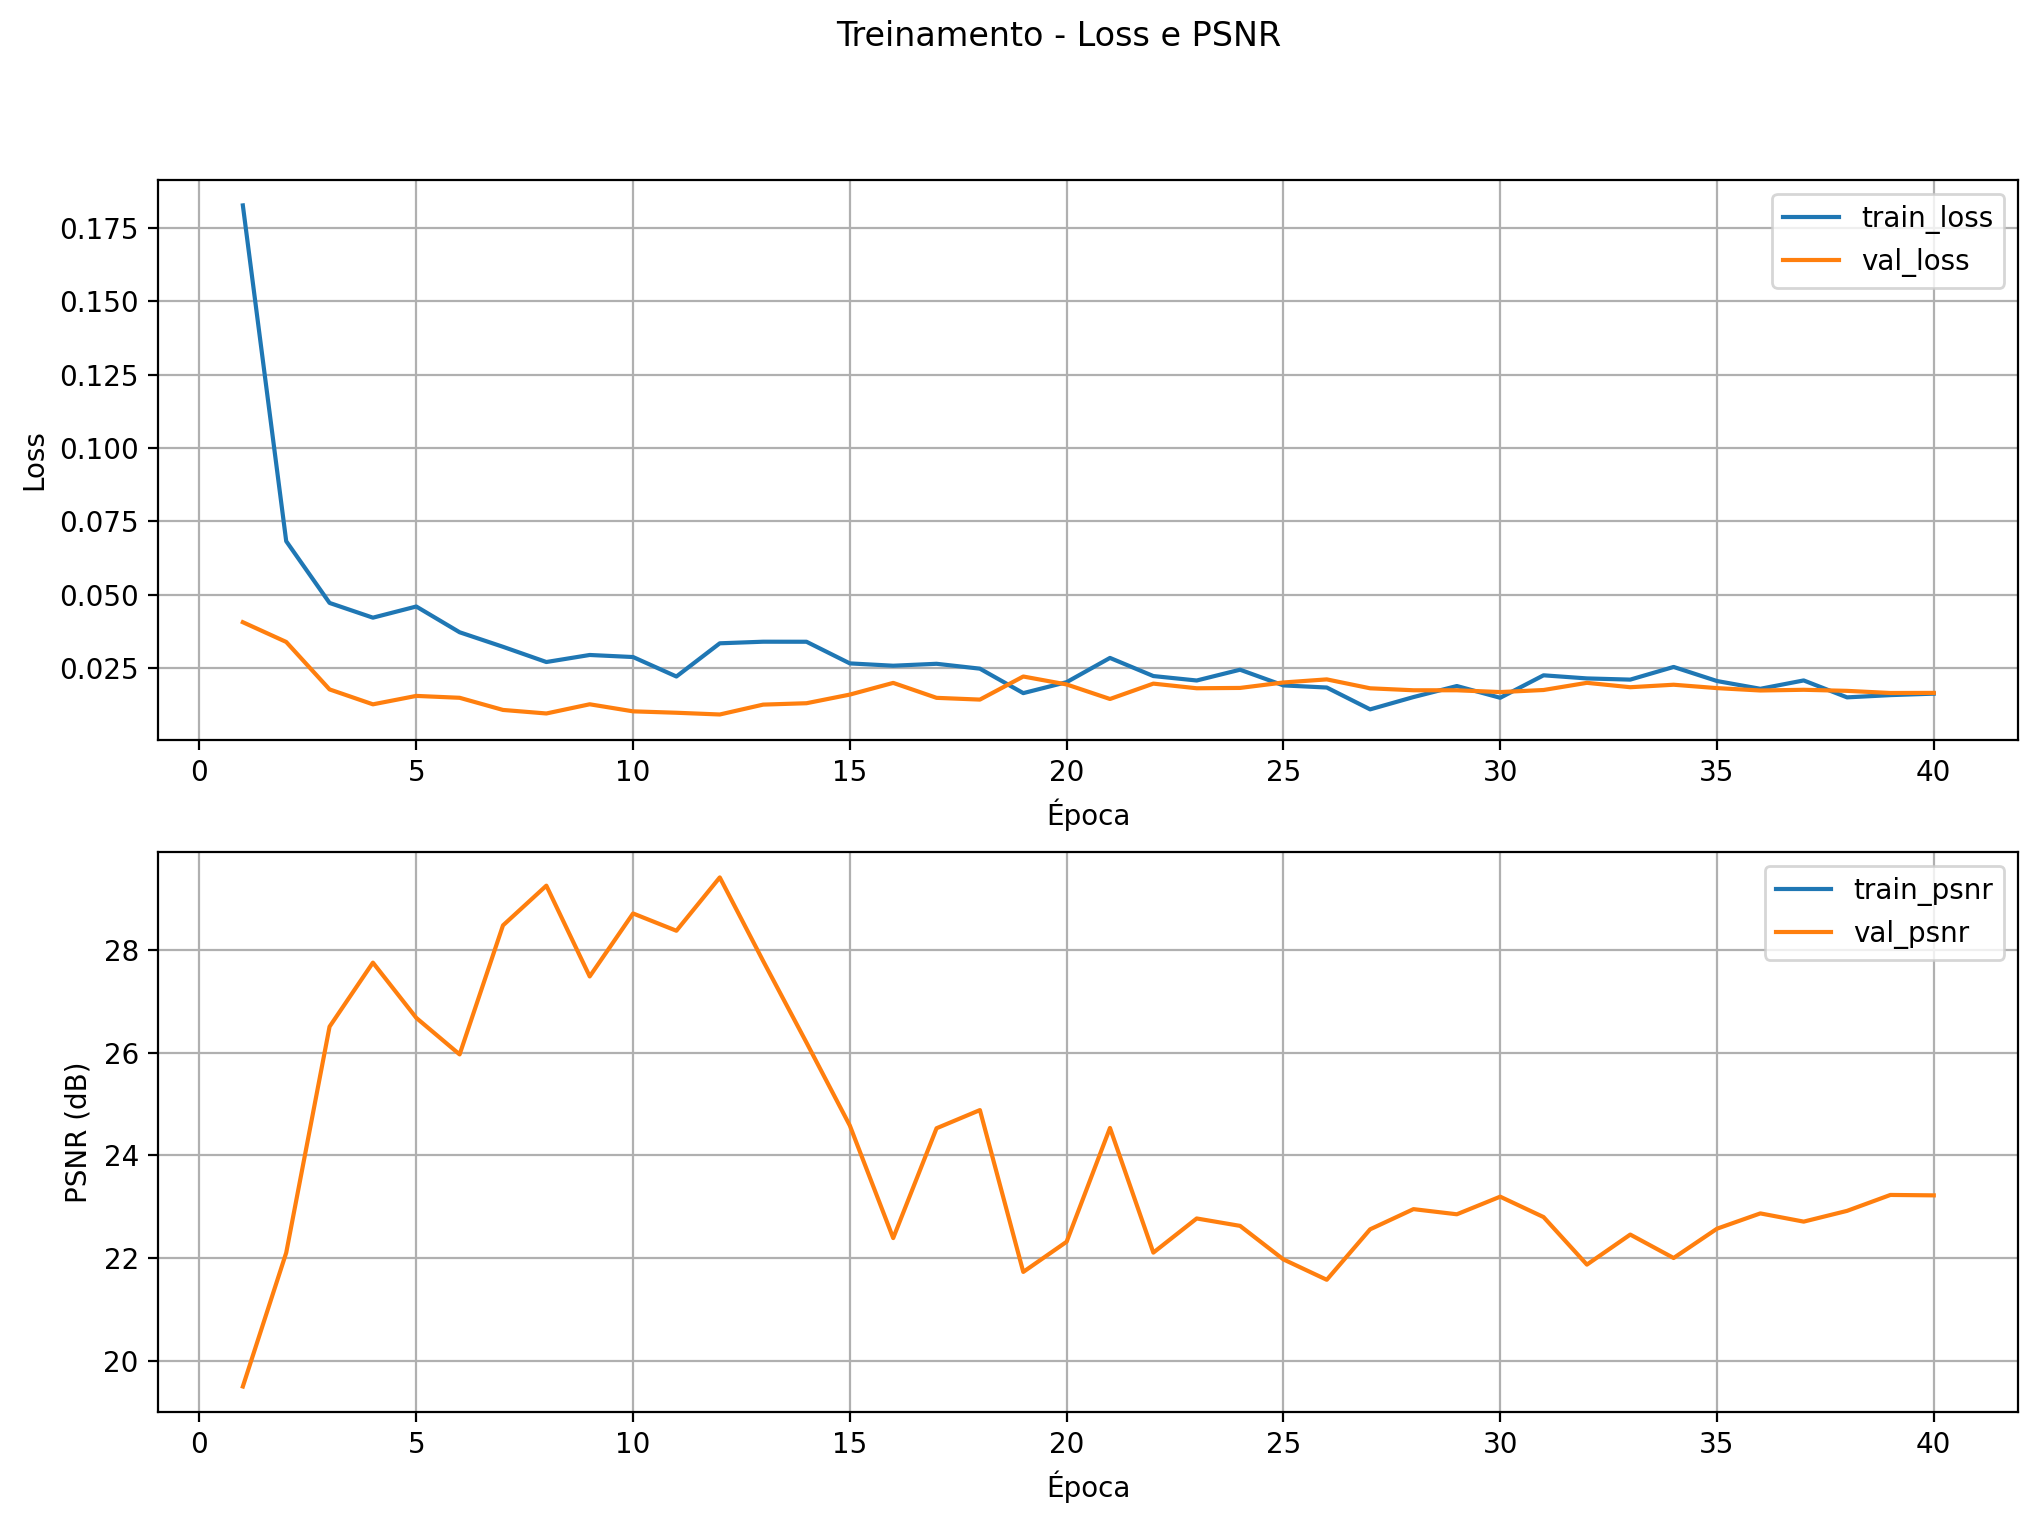 Treinamento - Loss e PSNR
train_loss
val_loss
0.175
0.150
0.125
0.100
0.075
0.050
0.025
Loss
0 5 10 15 20 25 30 35 40
Época
train_psnr
val_psnr
28
26
24
22
20
PSNR (dB)
0 5 10 15 20 25 30 35 40
Época